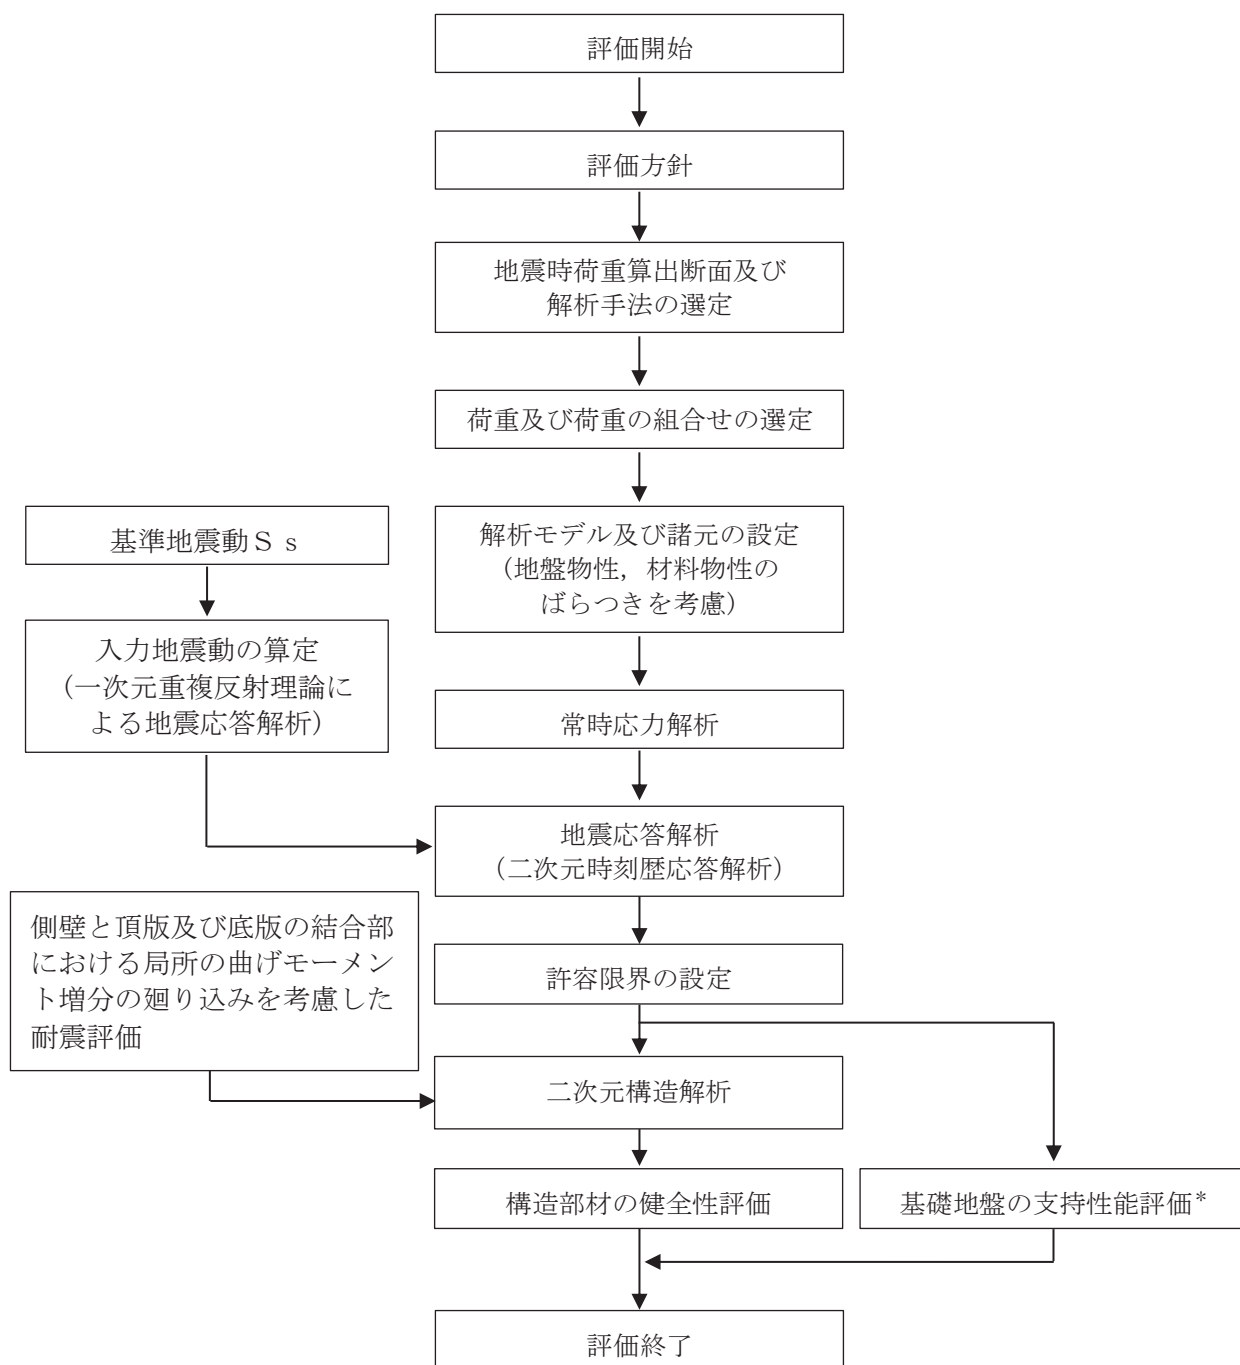 評価開始
評価方針
地震時荷重算出断面及び
解析手法の選定
荷重及び荷重の組合せの選定
基準地震動Ｓｓ
解析モデル及び諸元の設定
（地盤物性，材料物性の
ばらつきを考慮）
入力地震動の算定
（一次元重複反射理論に
よる地震応答解析）
常時応力解析
地震応答解析
（二次元時刻歴応答解析）
側壁と頂版及び底版の結合部
における局所の曲げモーメン
ト増分の廻り込みを考慮した
耐震評価
許容限界の設定
二次元構造解析
構造部材の健全性評価
基礎地盤の支持性能評価*
評価終了